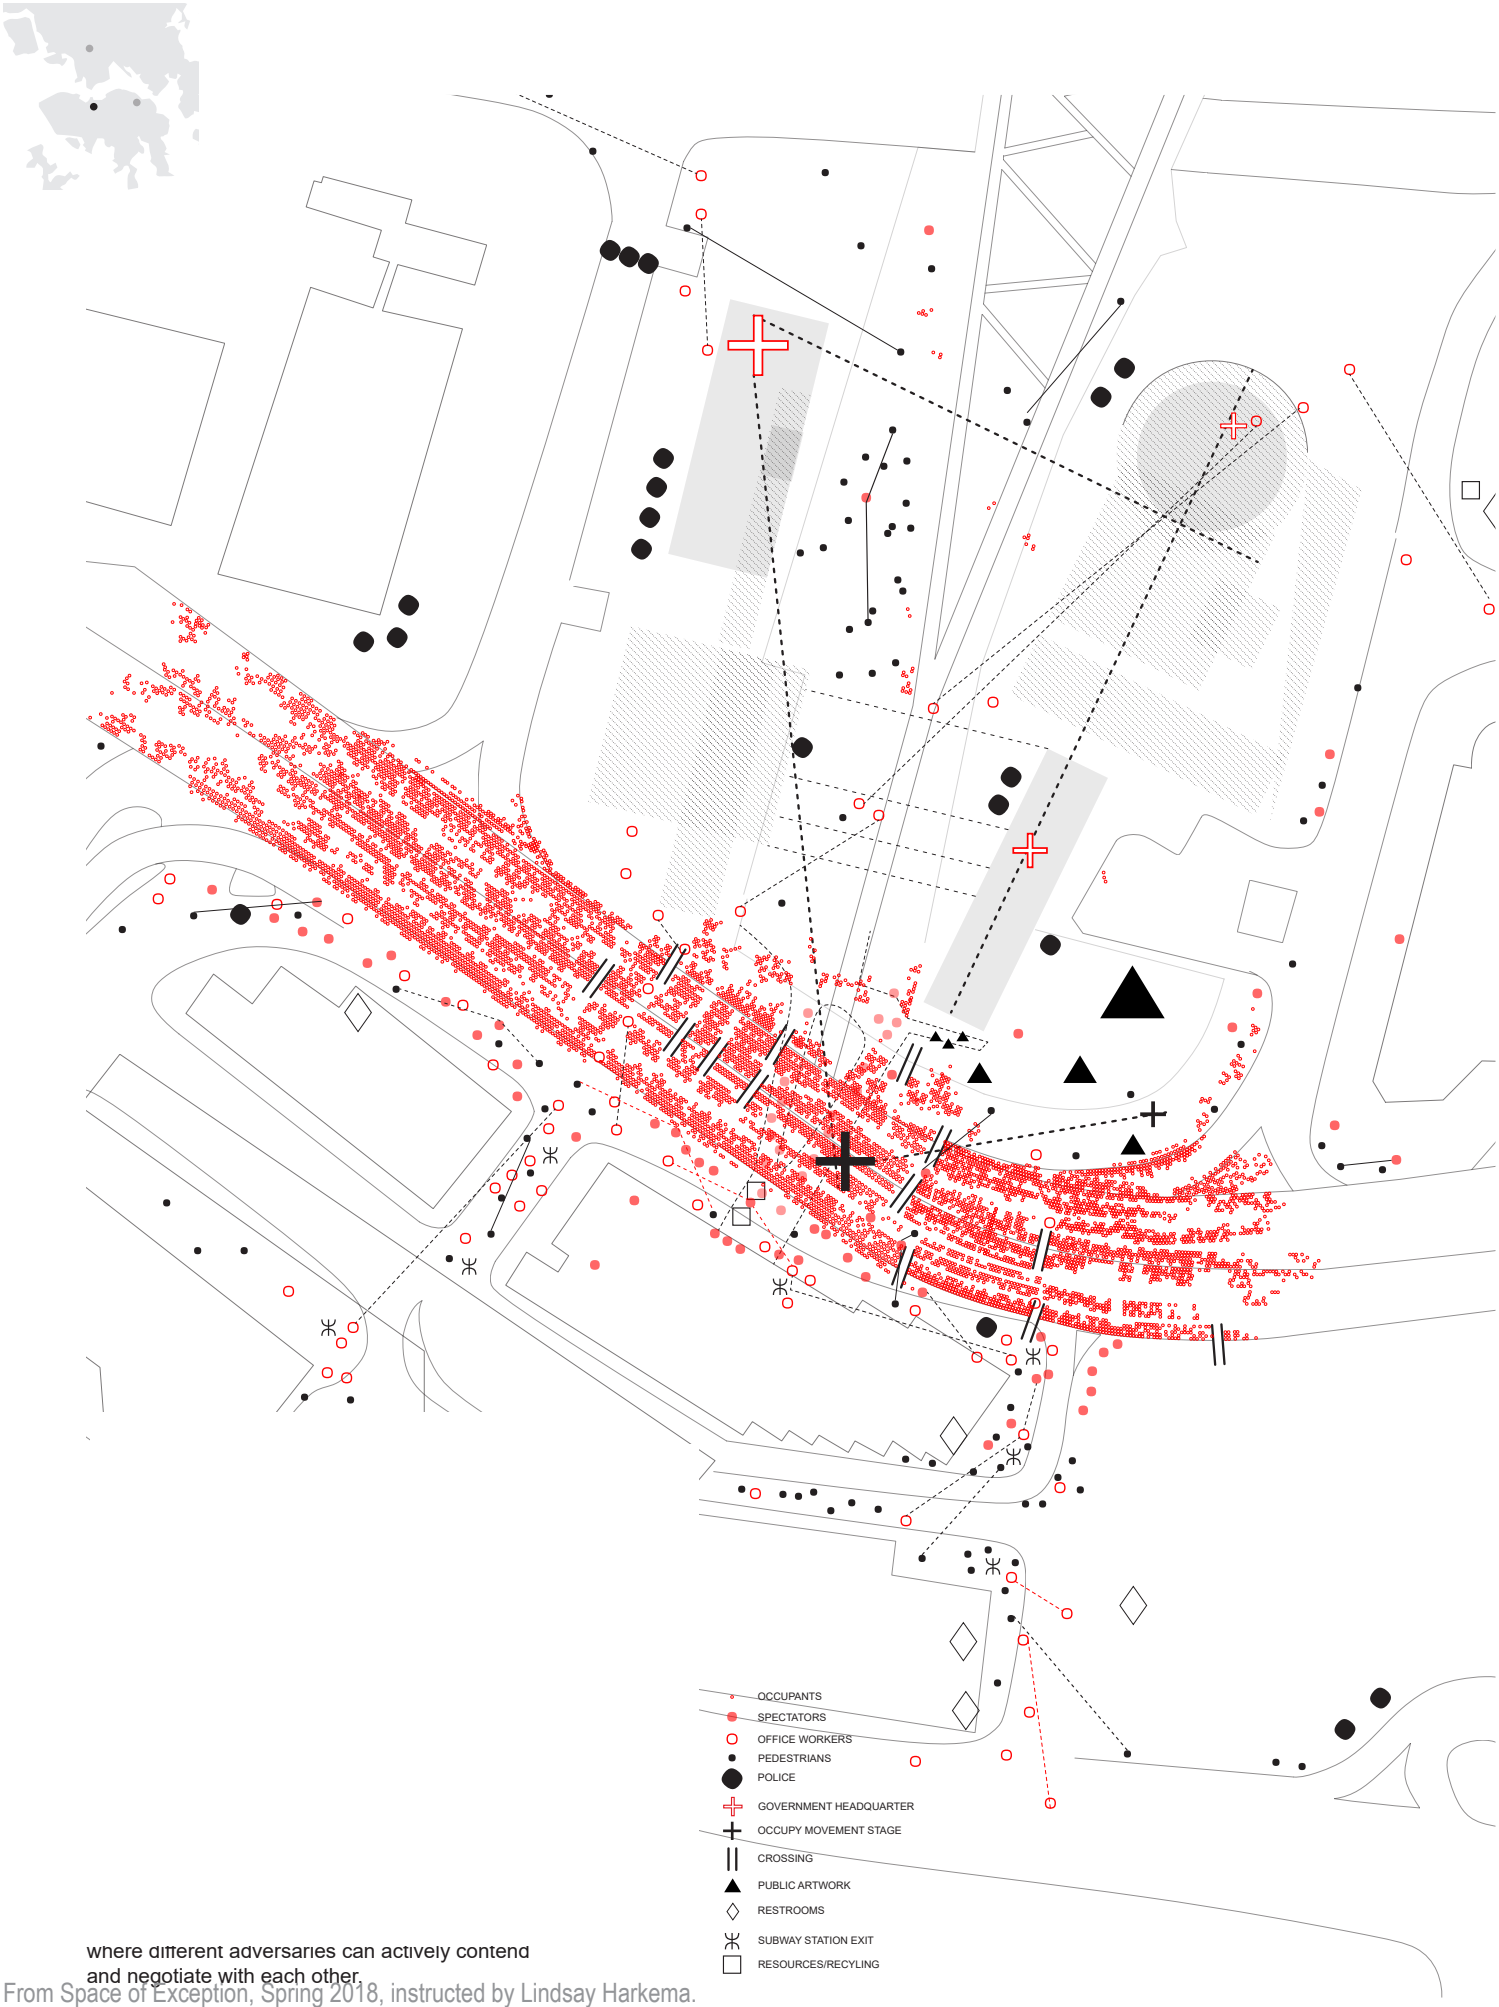 OCCUPANTS
SPECTATORS
OFFICE WORKERS
PEDESTRIANS
POLICE
GOVERNMENT HEADQUARTER
OCCUPY MOVEMENT STAGE
CROSSING
PUBLIC ARTWORK
RESTROOMS
SUBWAY STATION EXIT
RESOURCES/RECYLING
where different adversaries can actively contend
and negotiate with each other.
From Space of Exception, Spring 2018, instructed by Lindsay Harkema.